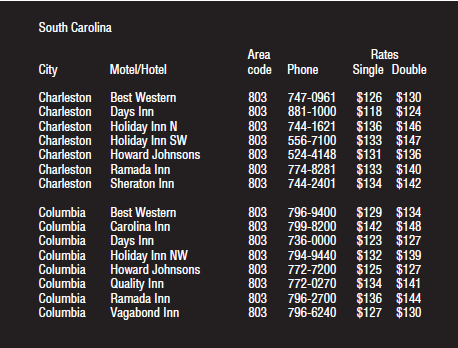 South Carolina
Area Rates
City Motel/Hotel code Phone Single Double
Charleston Best Western 803 747-0961 $126 $130
Charleston Days Inn 803 881-1000 $118 $124
Charleston Holiday Inn N 803 744-1621 $136 $146
Charleston Holiday Inn SW 803 556-7100 $133 $147
Charleston Howard Johnsons 803 524-4148 $131 $136
Charleston Ramada Inn 803 774-8281 $133 $140
Charleston Sheraton Inn 803 744-2401 $134 $142
Columbia Best Western 803 796-9400 $129 $134
Columbia Carolina Inn 803 799-8200 $142 $148
Columbia Days Inn 803 736-0000 $123 $127
Columbia Holiday Inn NW 803 794-9440 $132 $139
Columbia Howard Johnsons 803 772-7200 $125 $127
Columbia Quality Inn 803 772-0270 $134 $141
Columbia Ramada Inn 803 796-2700 $136 $144
Columbia Vagabond Inn 803 796-6240 $127 $130